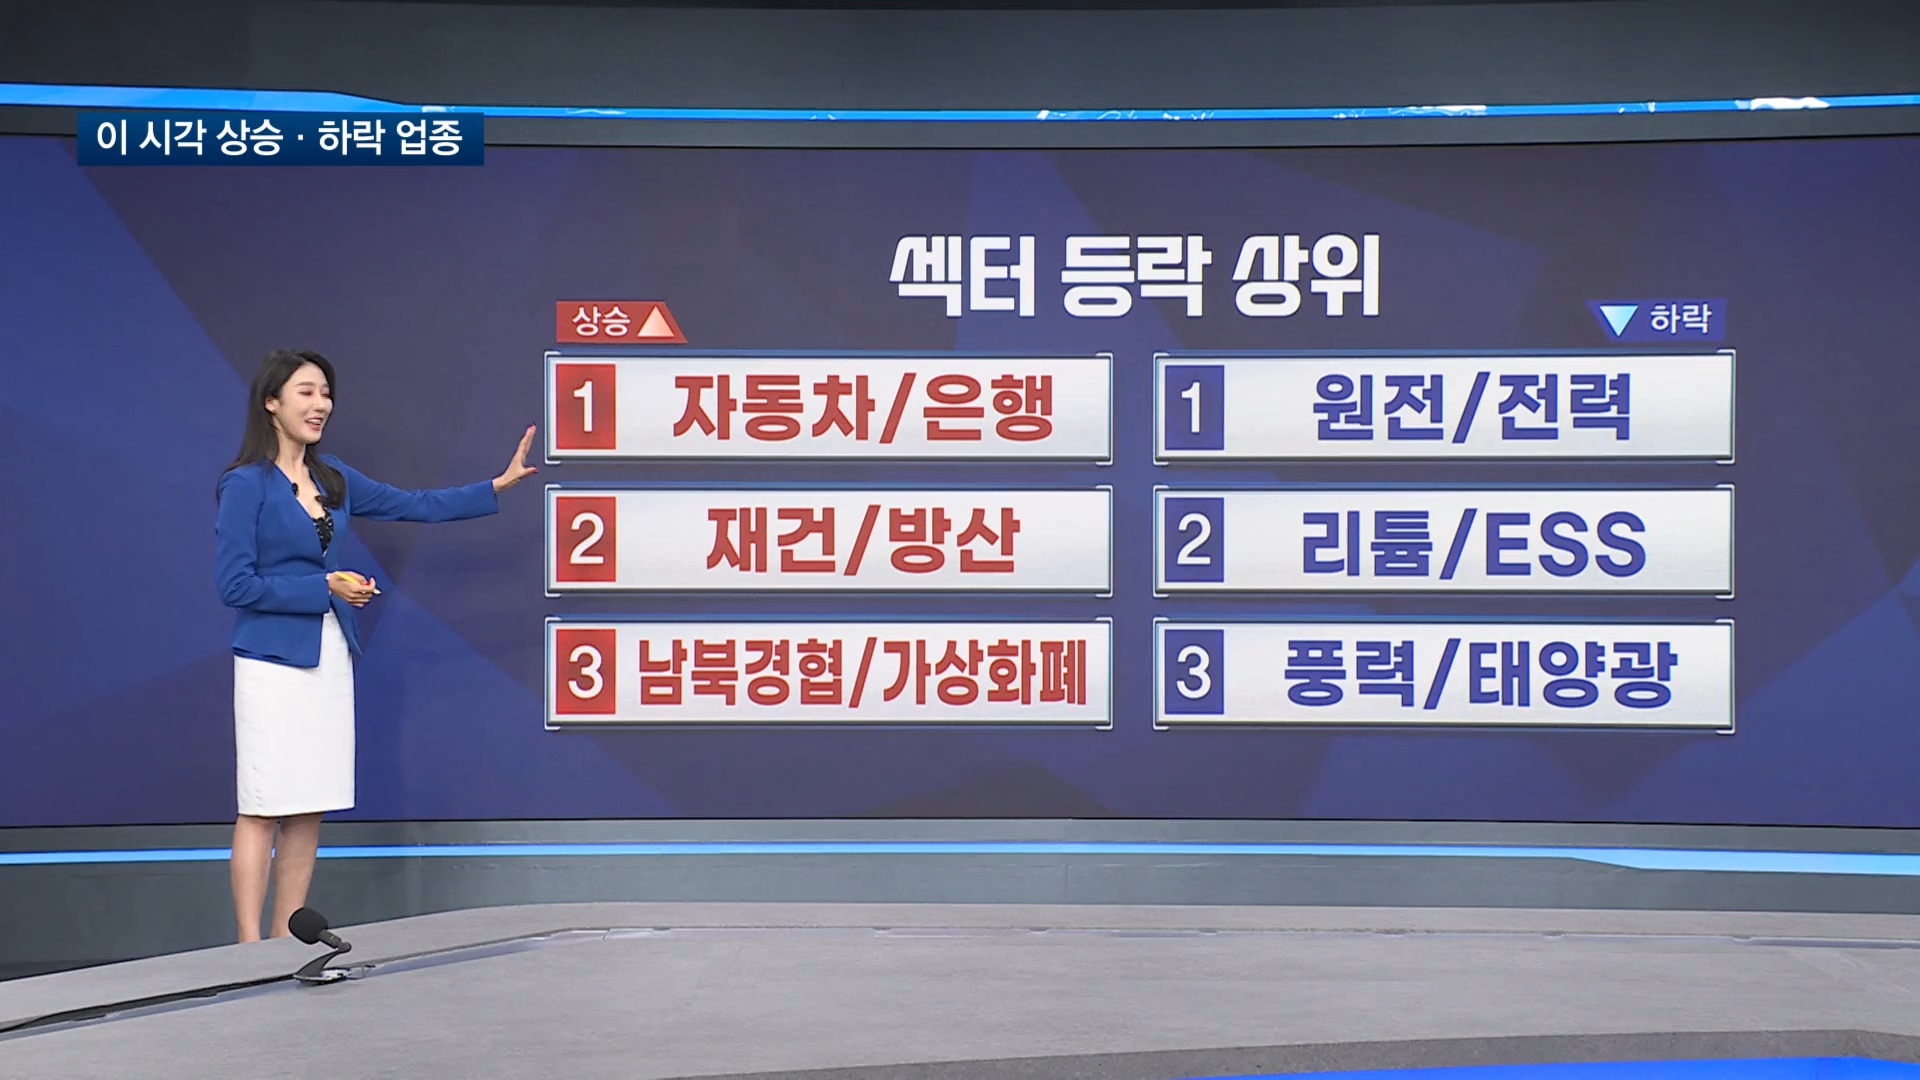 이 시각 상승 · 하락 업종
섹터 등락 상위
상승 ▲
▼ 하락
1 자동차/은행
1 원전/전력
2 재건/방산
2 리튬/ESS
3 남북경협/가상화폐
3 풍력/태양광